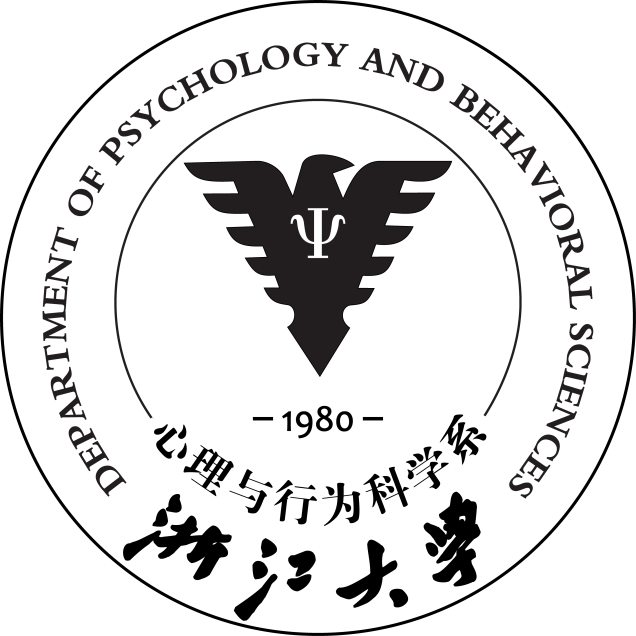 DEPARTMENT OF PSYCHOLOGY AND BEHAVIORAL SCIENCES
Ψ
–1980–
心理与行为科学系
浙江大学